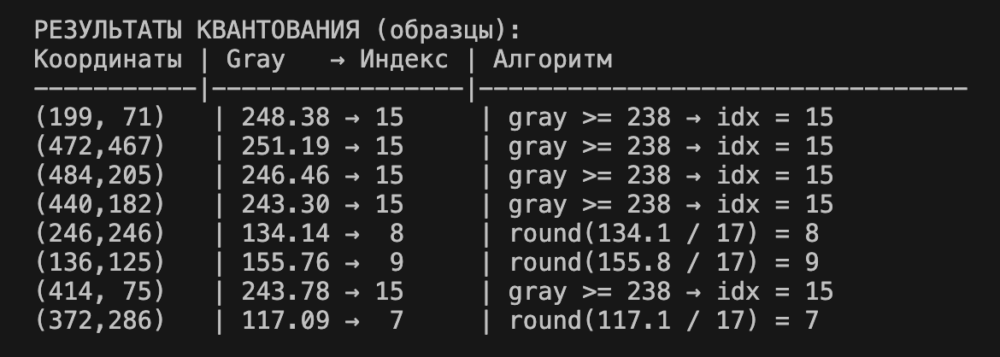 РЕЗУЛЬТАТЫ КВАНТОВАНИЯ (образцы):
Координаты | Gray   → Индекс | Алгоритм
-----------|-----------------|---------------------------------
(199, 71)   | 248.38 → 15     | gray >= 238 → idx = 15
(472,467)   | 251.19 → 15     | gray >= 238 → idx = 15
(484,205)   | 246.46 → 15     | gray >= 238 → idx = 15
(440,182)   | 243.30 → 15     | gray >= 238 → idx = 15
(246,246)   | 134.14 →  8     | round(134.1 / 17) = 8
(136,125)   | 155.76 →  9     | round(155.8 / 17) = 9
(414, 75)   | 243.78 → 15     | gray >= 238 → idx = 15
(372,286)   | 117.09 →  7     | round(117.1 / 17) = 7